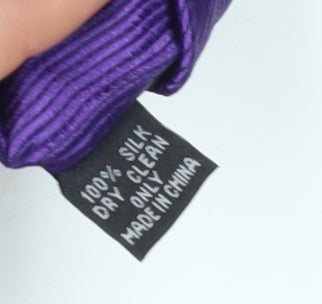 100% SILK
DRY CLEAN
ONLY
MADE IN CHINA